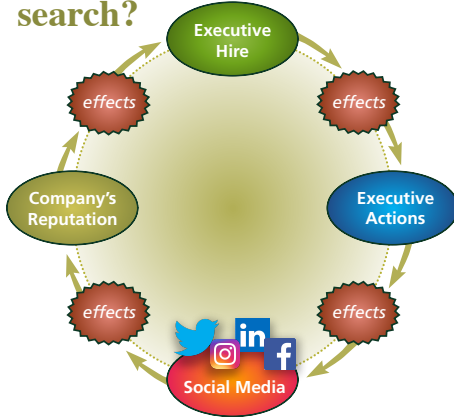 search?
Executive
Hire
effects
effects
Company's
Reputation
Executive
Actions
effects
effects
in
f
Social Media